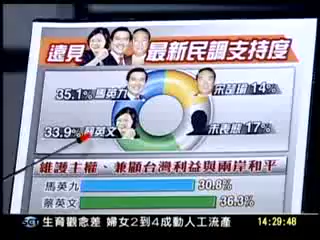 遠見 最新民調支持度
35.1% 馬英九 宋楚瑜 14%
33.9% 蔡英文 未表態 17%
維護主權、兼顧台灣利益與兩岸和平
馬英九 30.8%
蔡英文 36.3%
生育觀念差 婦女2到4成動人工流產 14:29:48